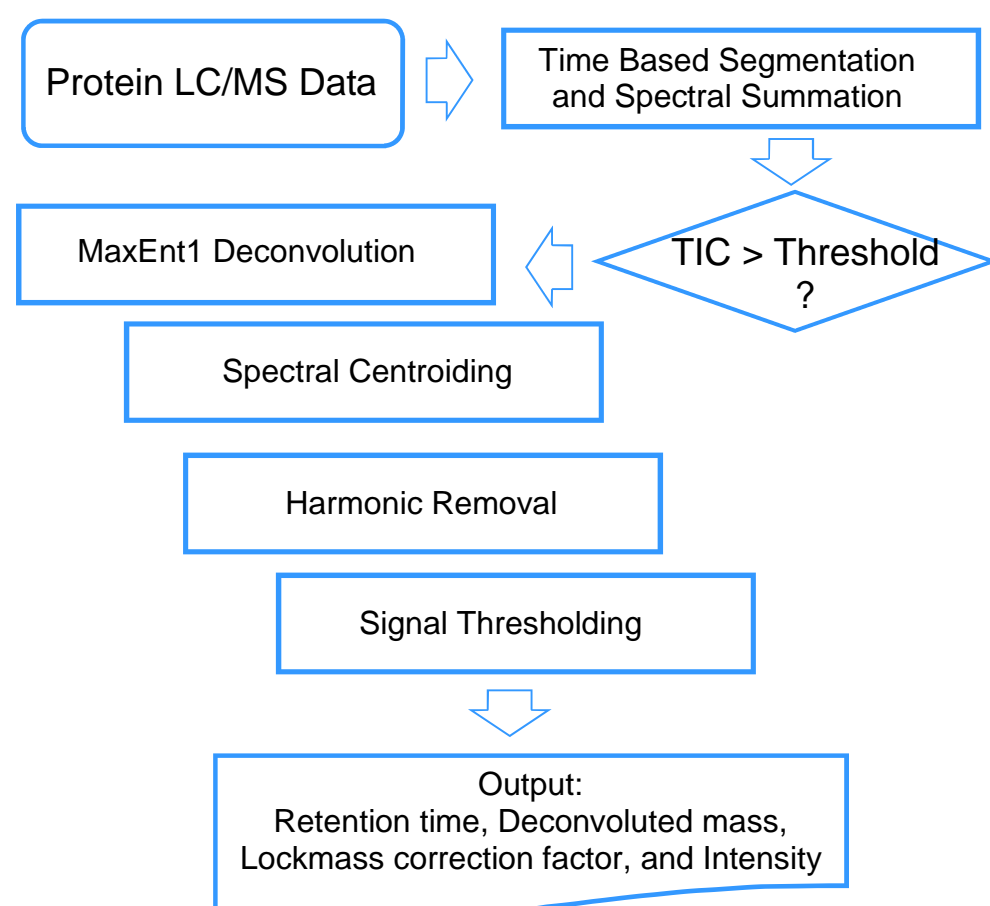 Protein LC/MS Data
Time Based Segmentation
and Spectral Summation
TIC > Threshold
?
MaxEnt1 Deconvolution
Spectral Centroiding
Harmonic Removal
Signal Thresholding
Output:
Retention time, Deconvoluted mass,
Lockmass correction factor, and Intensity